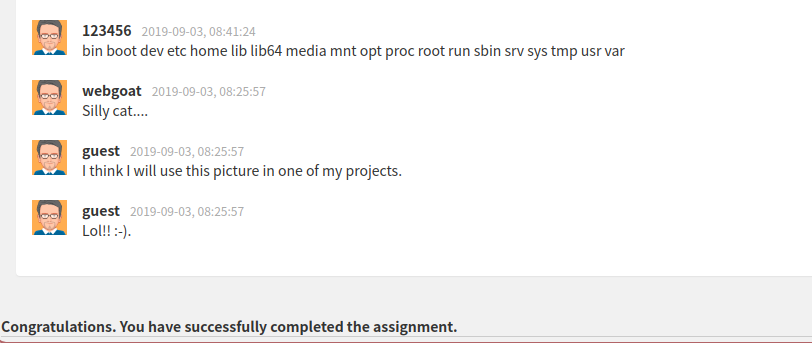 123456 2019-09-03, 08:41:24
bin boot dev etc home lib lib64 media mnt opt proc root run sbin srv sys tmp usr var
webgoat 2019-09-03, 08:25:57
Silly cat....
guest 2019-09-03, 08:25:57
I think I will use this picture in one of my projects.
guest 2019-09-03, 08:25:57
Lol!! :-).
Congratulations. You have successfully completed the assignment.